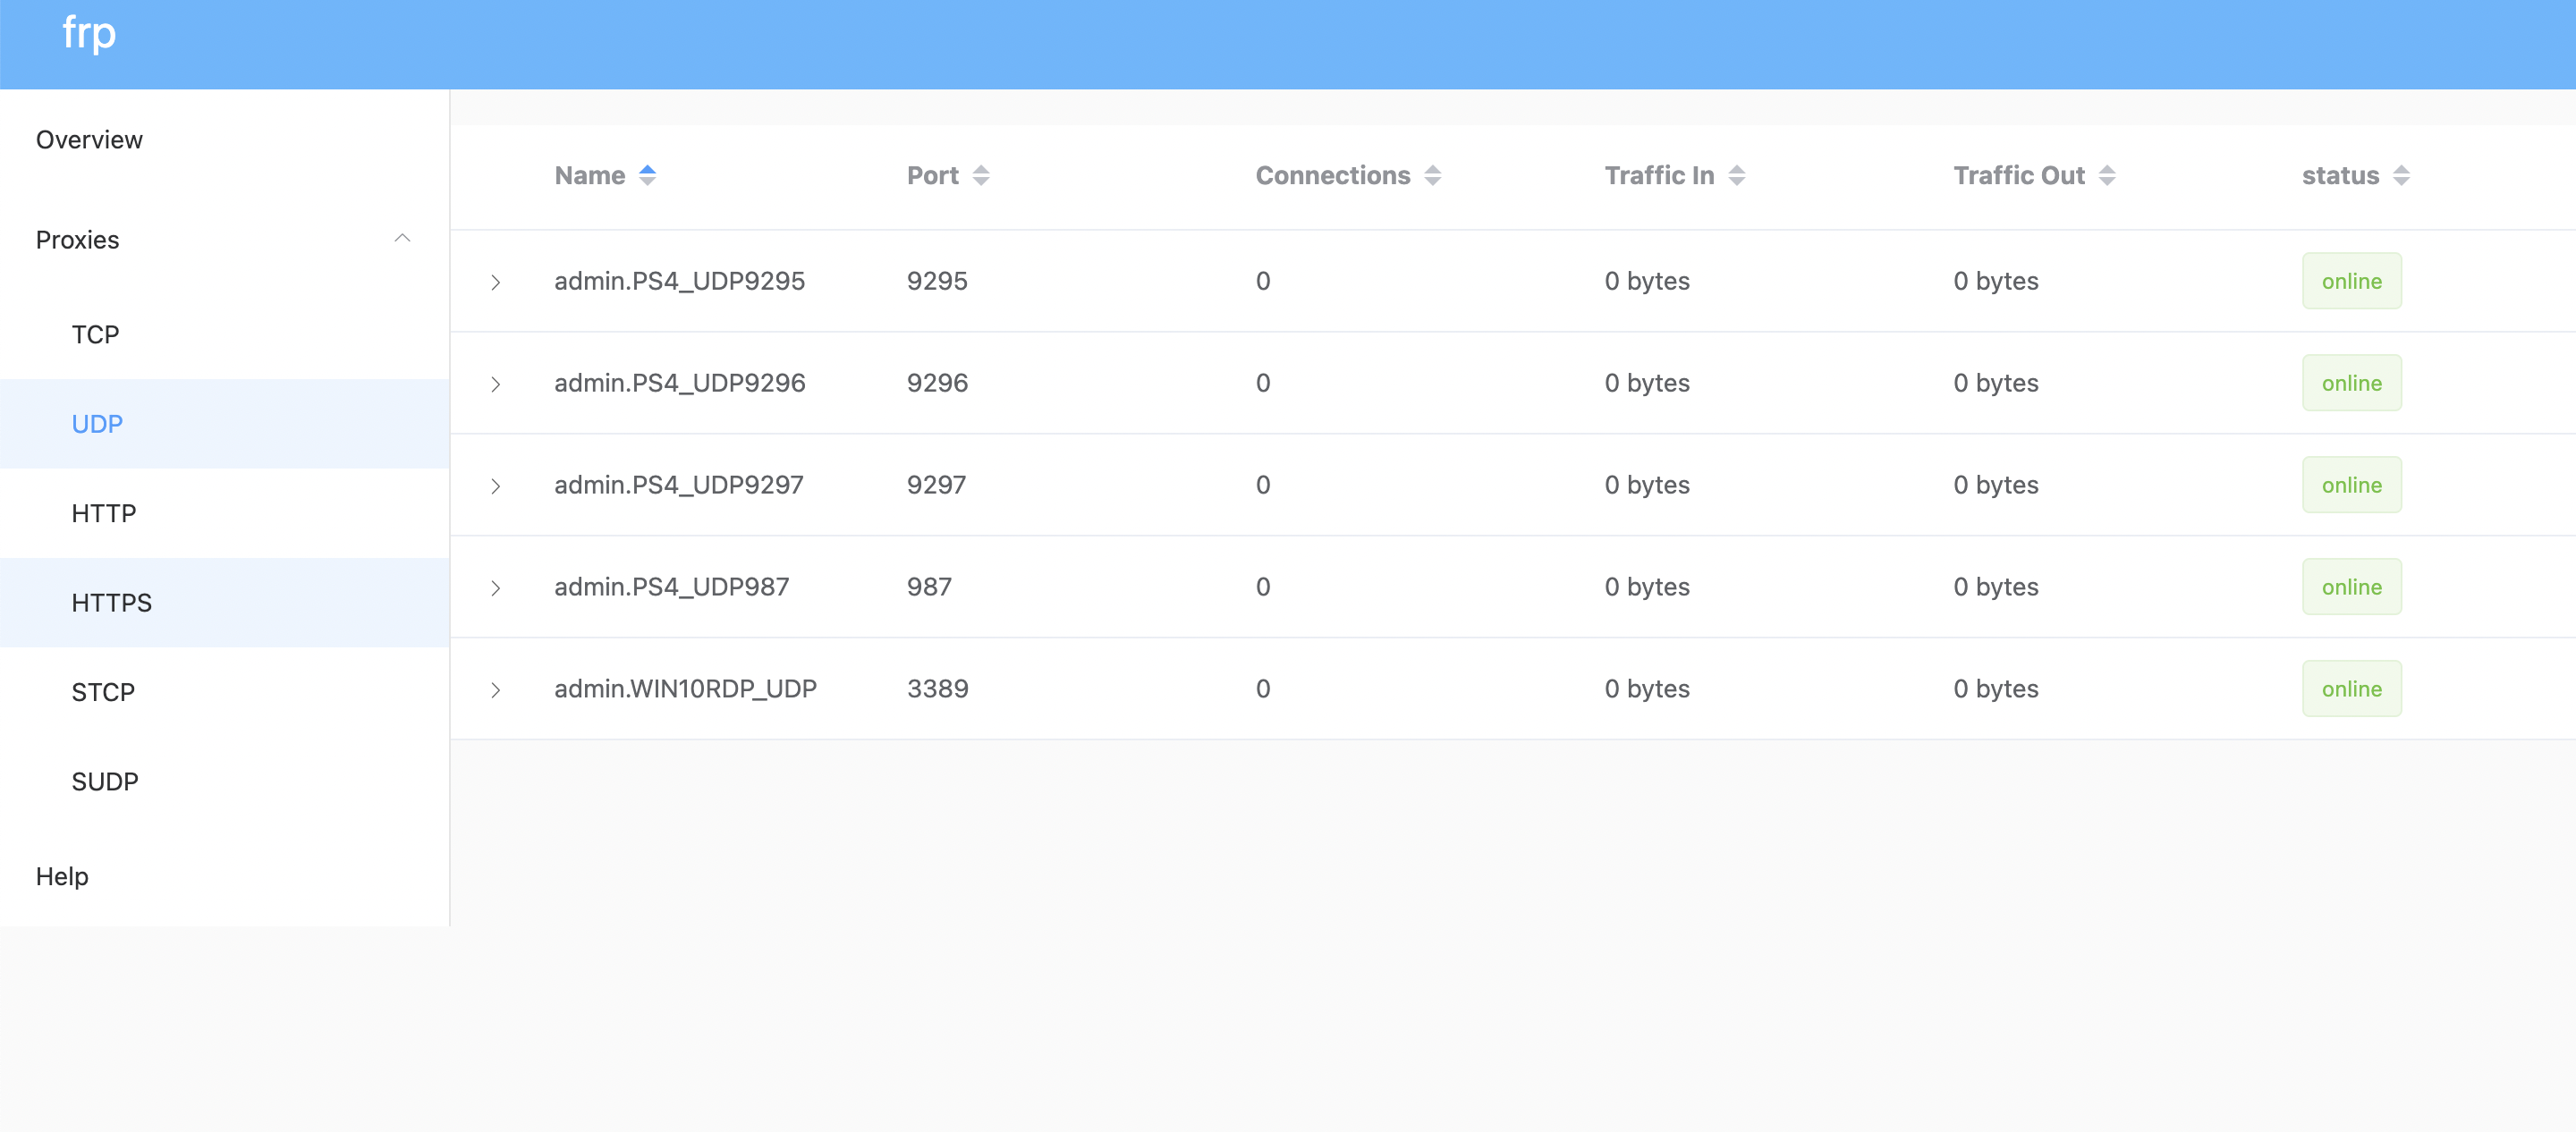 frp
Overview
Proxies
TCP
UDP
HTTP
HTTPS
STCP
SUDP
Help
Name Port Connections Traffic In Traffic Out status
admin.PS4_UDP9295 9295 0 0 bytes 0 bytes online
admin.PS4_UDP9296 9296 0 0 bytes 0 bytes online
admin.PS4_UDP9297 9297 0 0 bytes 0 bytes online
admin.PS4_UDP987 987 0 0 bytes 0 bytes online
admin.WIN10RDP_UDP 3389 0 0 bytes 0 bytes online